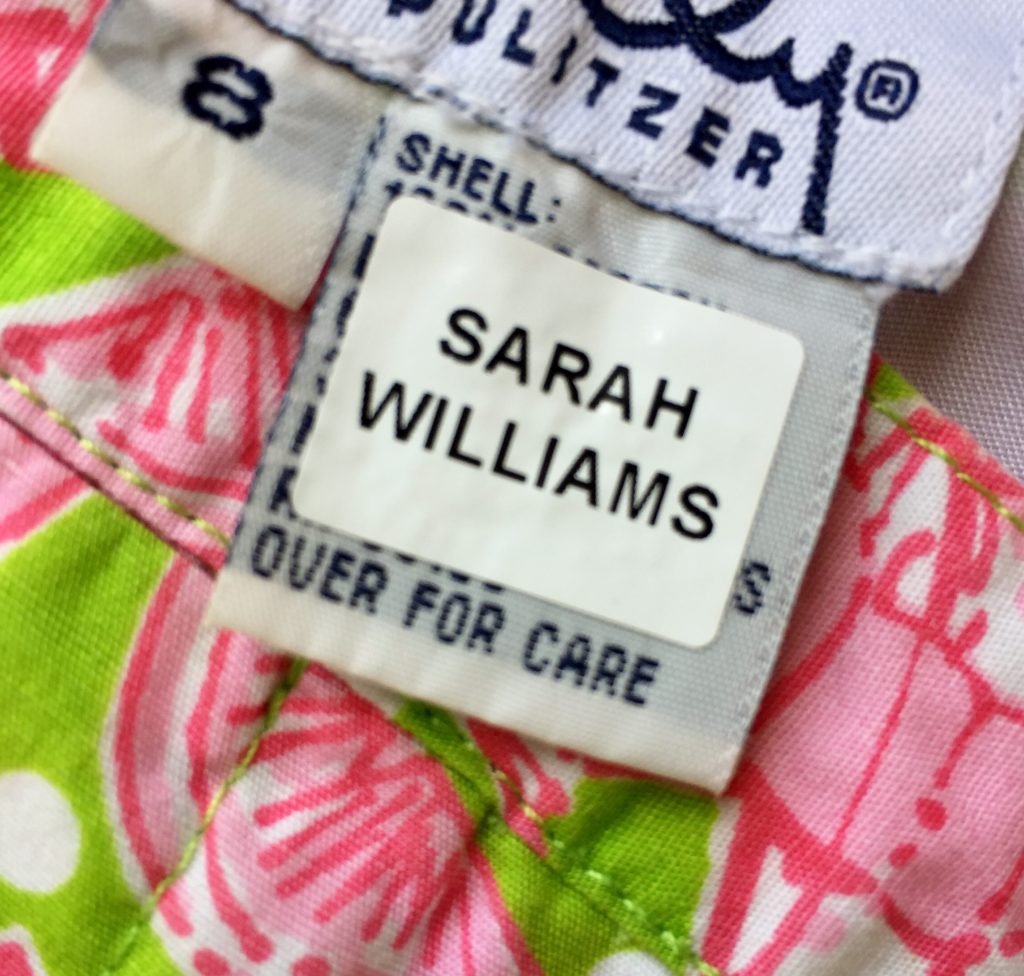 PULITZER ®
8
SHELL:
SARAH
WILLIAMS
S
OVER FOR CARE